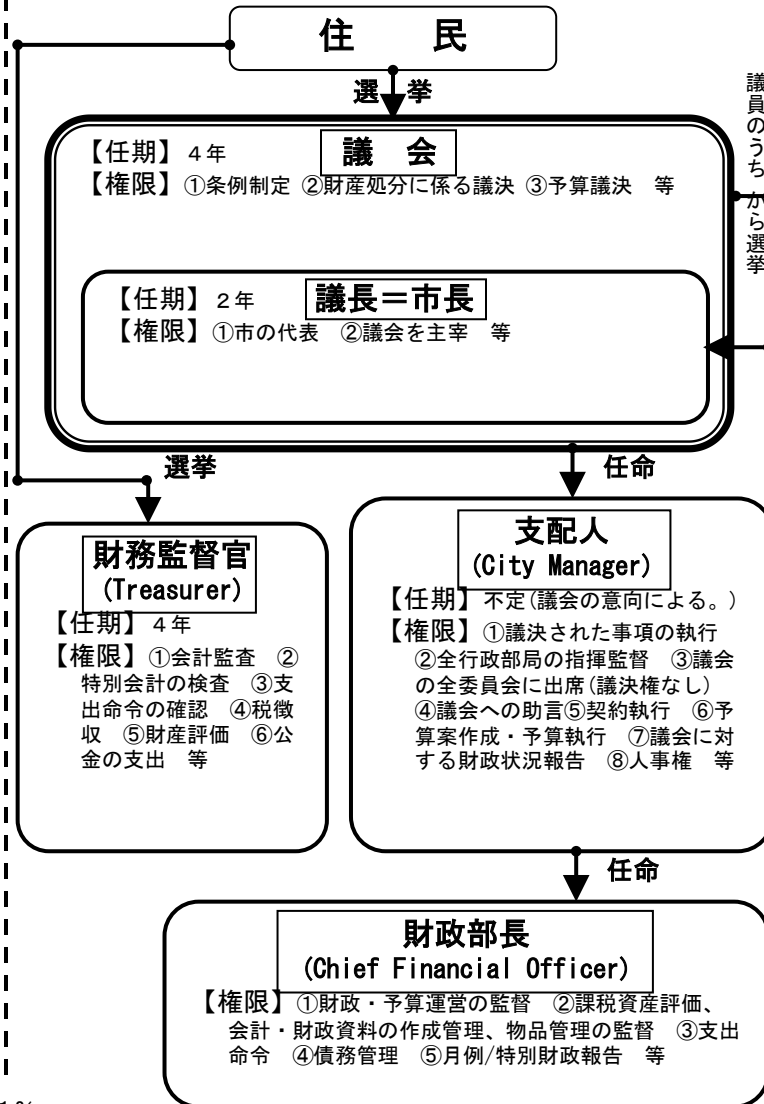 住　民
選　挙
議員のうち から選挙
【任期】４年
議　会
【権限】①条例制定 ②財産処分に係る議決 ③予算議決　等
【任期】２年
議長＝市長
【権限】①市の代表　②議会を主宰　等
選挙
任命
財務監督官
(Treasurer)
【任期】４年
【権限】①会計監査　②
特別会計の検査　③支
出命令の確認　④税徴
収　⑤財産評価　⑥公
金の支出　等
支配人
(City Manager)
【任期】不定(議会の意向による。)
【権限】①議決された事項の執行
②全行政部局の指揮監督　③議会
の全委員会に出席(議決権なし)
④議会への助言⑤契約執行　⑥予
算案作成・予算執行　⑦議会に対
する財政状況報告　⑧人事権　等
任命
財政部長
(Chief Financial Officer)
【権限】①財政・予算運営の監督　②課税資産評価、
会計・財政資料の作成管理、物品管理の監督　③支出
命令　④債務管理　⑤月例/特別財政報告　等